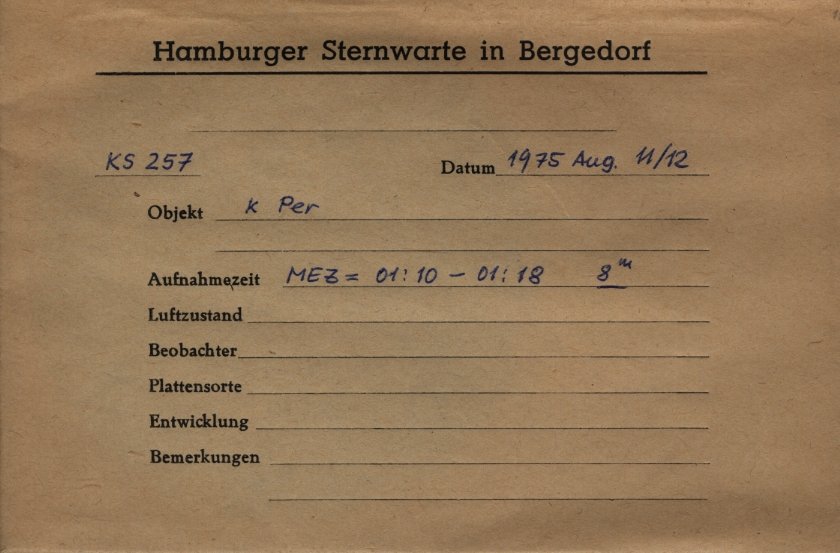 Hamburger Sternwarte in Bergedorf
KS 257 Datum 1975 Aug. 11/12
Objekt κ Per
Aufnahmezeit MEZ = 01:10 – 01:18 8ᵐ
Luftzustand
Beobachter
Plattensorte
Entwicklung
Bemerkungen